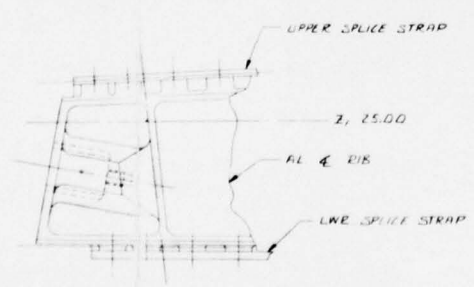 UPPER SPLICE STRAP
Z, 25.00
AL ℄ RIB
LWR SPLICE STRAP